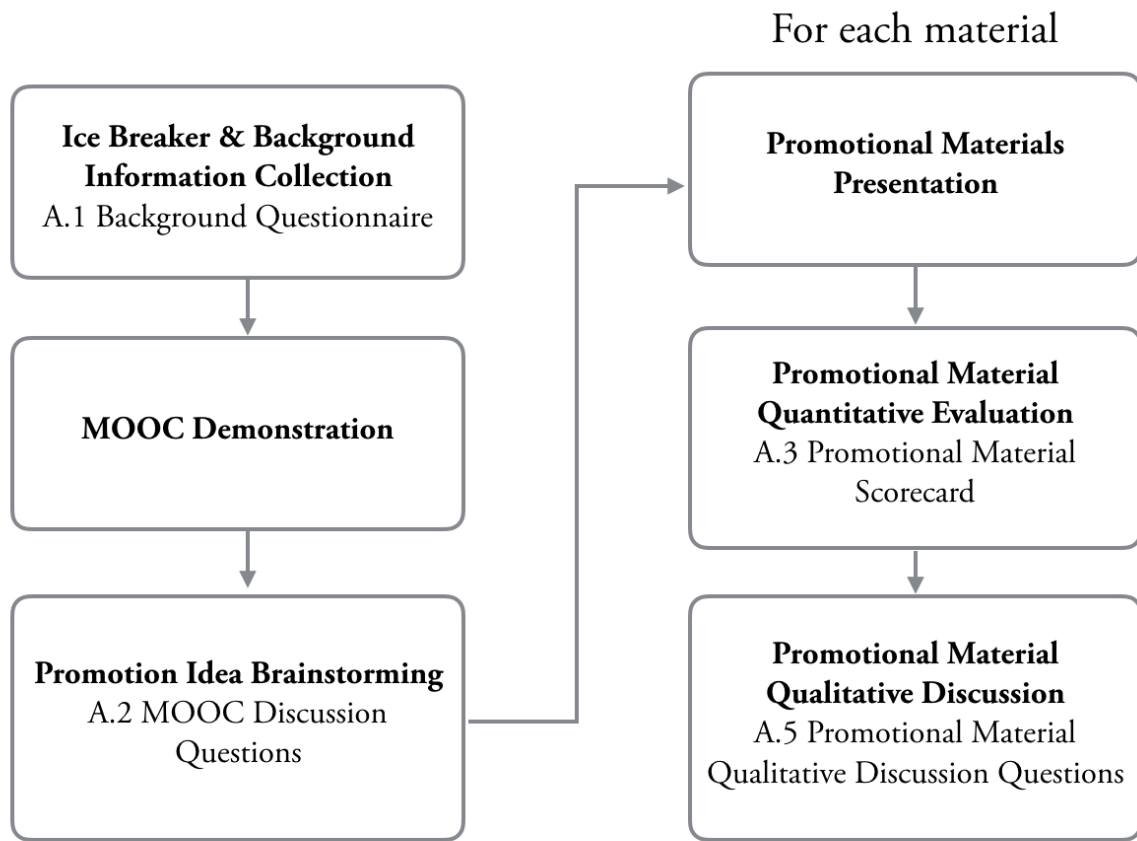 Ice Breaker & Background
Information Collection
A.1 Background Questionnaire
MOOC Demonstration
Promotion Idea Brainstorming
A.2 MOOC Discussion
Questions
For each material
Promotional Materials
Presentation
Promotional Material
Quantitative Evaluation
A.3 Promotional Material
Scorecard
Promotional Material
Qualitative Discussion
A.5 Promotional Material
Qualitative Discussion Questions